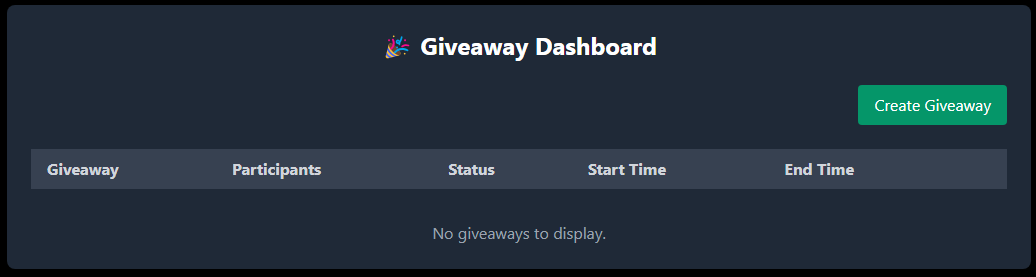 🎉 Giveaway Dashboard
Create Giveaway
Giveaway Participants Status Start Time End Time
No giveaways to display.